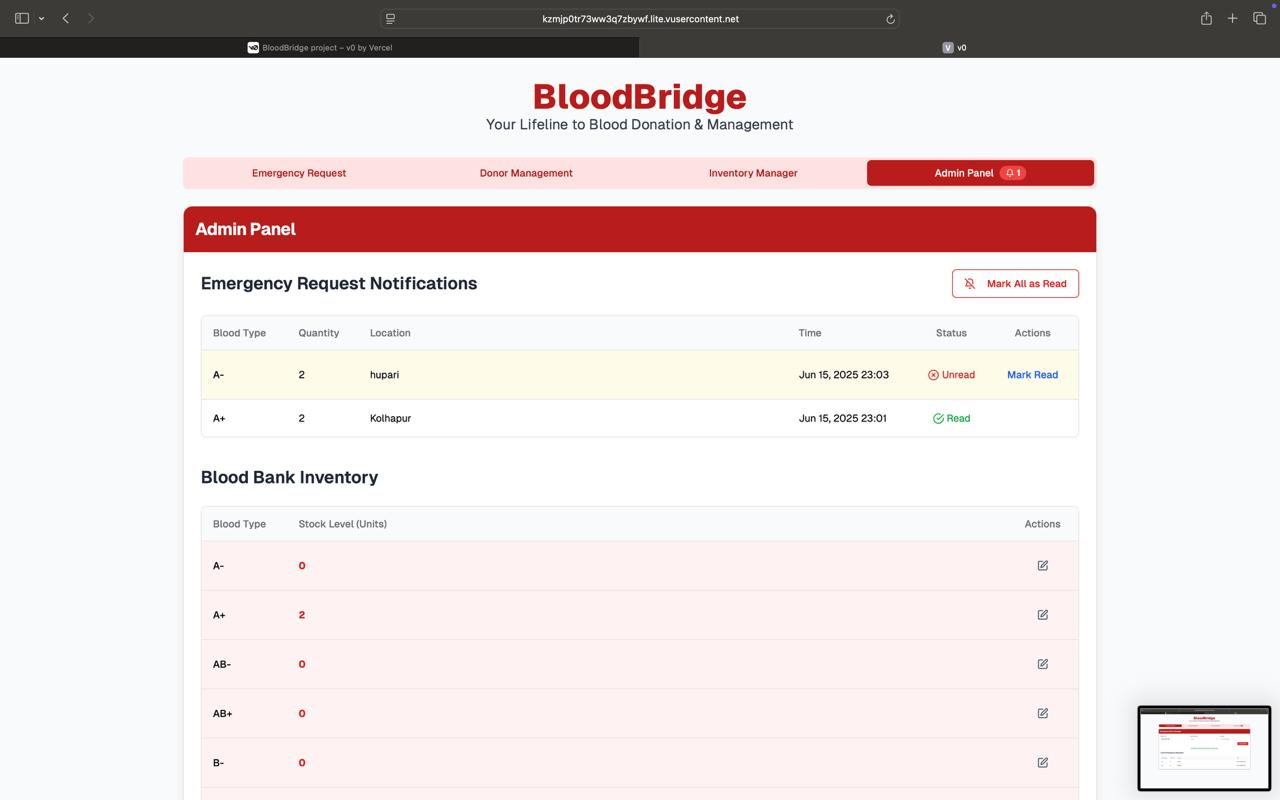 kzmjp0tr73ww3q7zbywf.lite.vusercontent.net
BloodBridge project – v0 by Vercel
V v0
BloodBridge
Your Lifeline to Blood Donation & Management
Emergency Request Donor Management Inventory Manager Admin Panel 1
Admin Panel
Emergency Request Notifications Mark All as Read
Blood Type Quantity Location Time Status Actions
A- 2 hupari Jun 15, 2025 23:03 Unread Mark Read
A+ 2 Kolhapur Jun 15, 2025 23:01 Read
Blood Bank Inventory
Blood Type Stock Level (Units) Actions
A- 0
A+ 2
AB- 0
AB+ 0
B- 0
BloodBridge